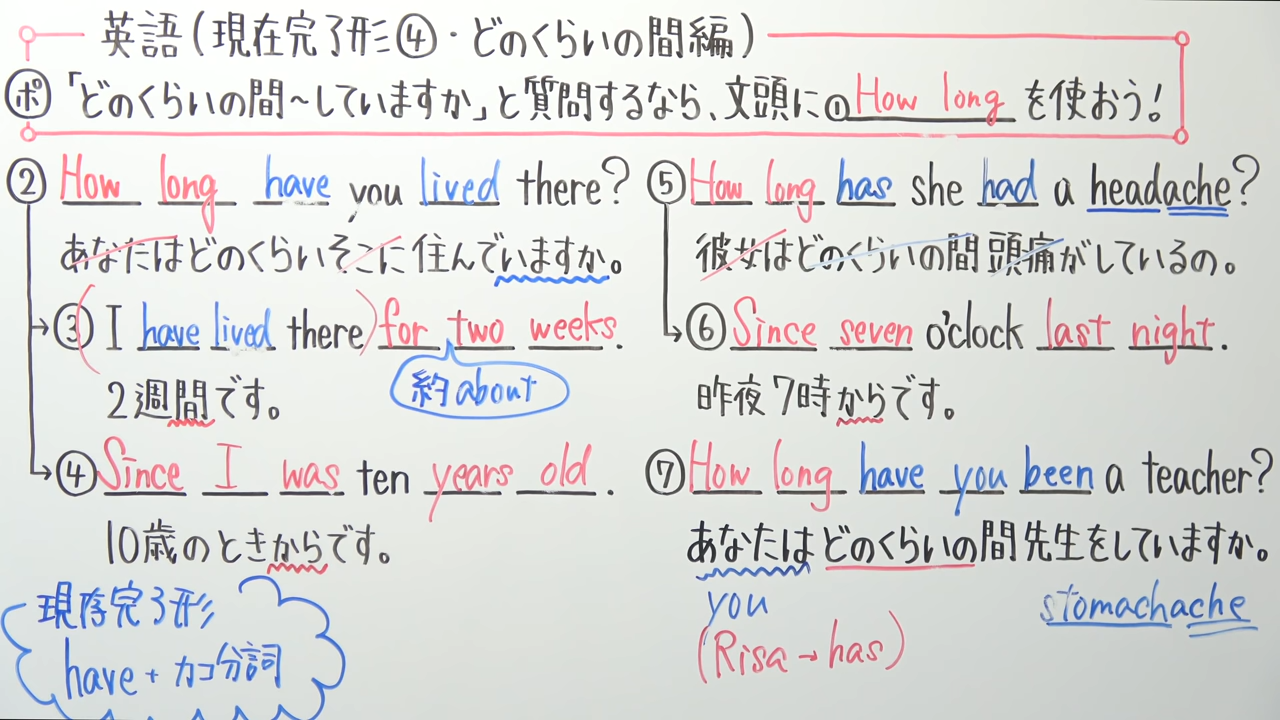 英語(現在完了形④・どのくらいの間編)
ポ「どのくらいの間～していますか」と質問するなら、文頭に①How longを使おう!
② How long have you lived there?
あなたはどのくらいそこに住んでいますか。
③ (I have lived there) for two weeks.
約about
2週間です。
④ Since I was ten years old.
10歳のときからです。
現在完了形
have + カコ分詞
⑤ How long has she had a headache?
彼女はどのくらいの間頭痛がしているの。
⑥ Since seven o'clock last night.
昨夜7時からです。
⑦ How long have you been a teacher?
あなたはどのくらいの間先生をしていますか。
you
(Risa→has)
stomachache